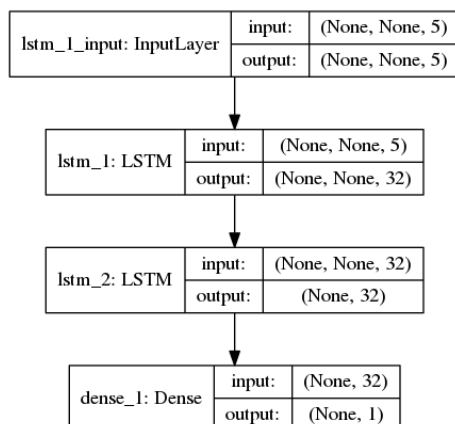 lstm_1_input: InputLayer
input: (None, None, 5)
output: (None, None, 5)
lstm_1: LSTM
input: (None, None, 5)
output: (None, None, 32)
lstm_2: LSTM
input: (None, None, 32)
output: (None, 32)
dense_1: Dense
input: (None, 32)
output: (None, 1)